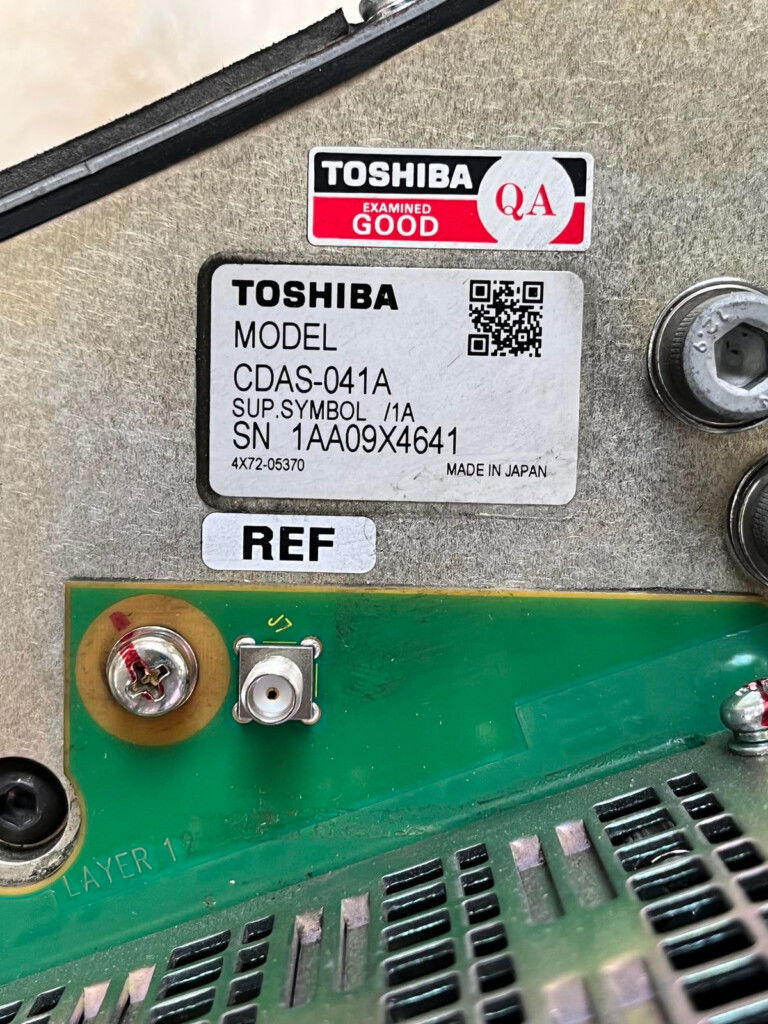 TOSHIBA
EXAMINED
GOOD
QA
TOSHIBA
MODEL
CDAS-041A
SUP.SYMBOL /1A
SN 1AA09X4641
4X72-05370 MADE IN JAPAN
REF
LAYER 12